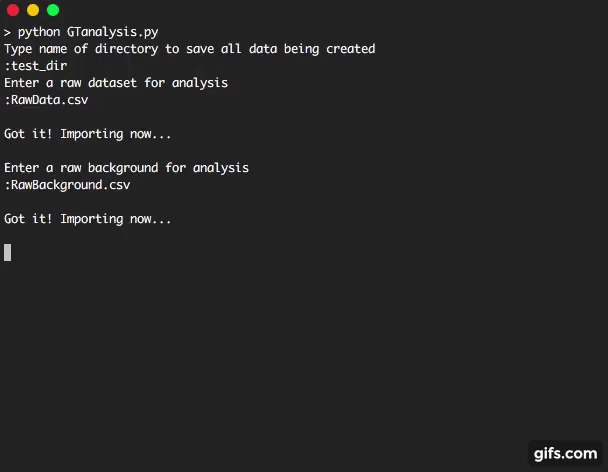 > python GTanalysis.py
Type name of directory to save all data being created
:test_dir
Enter a raw dataset for analysis
:RawData.csv
Got it! Importing now...
Enter a raw background for analysis
:RawBackground.csv
Got it! Importing now...
gifs.com